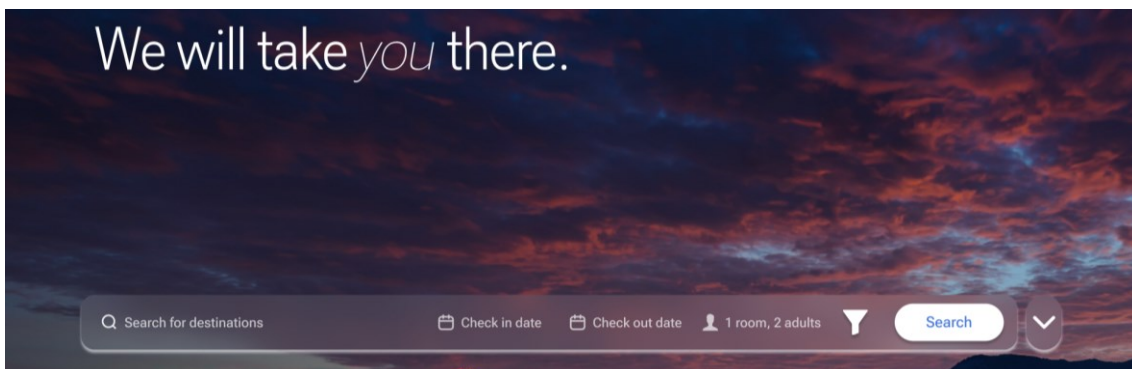 We will take you there.
Search for destinations Check in date Check out date 1 room, 2 adults Search